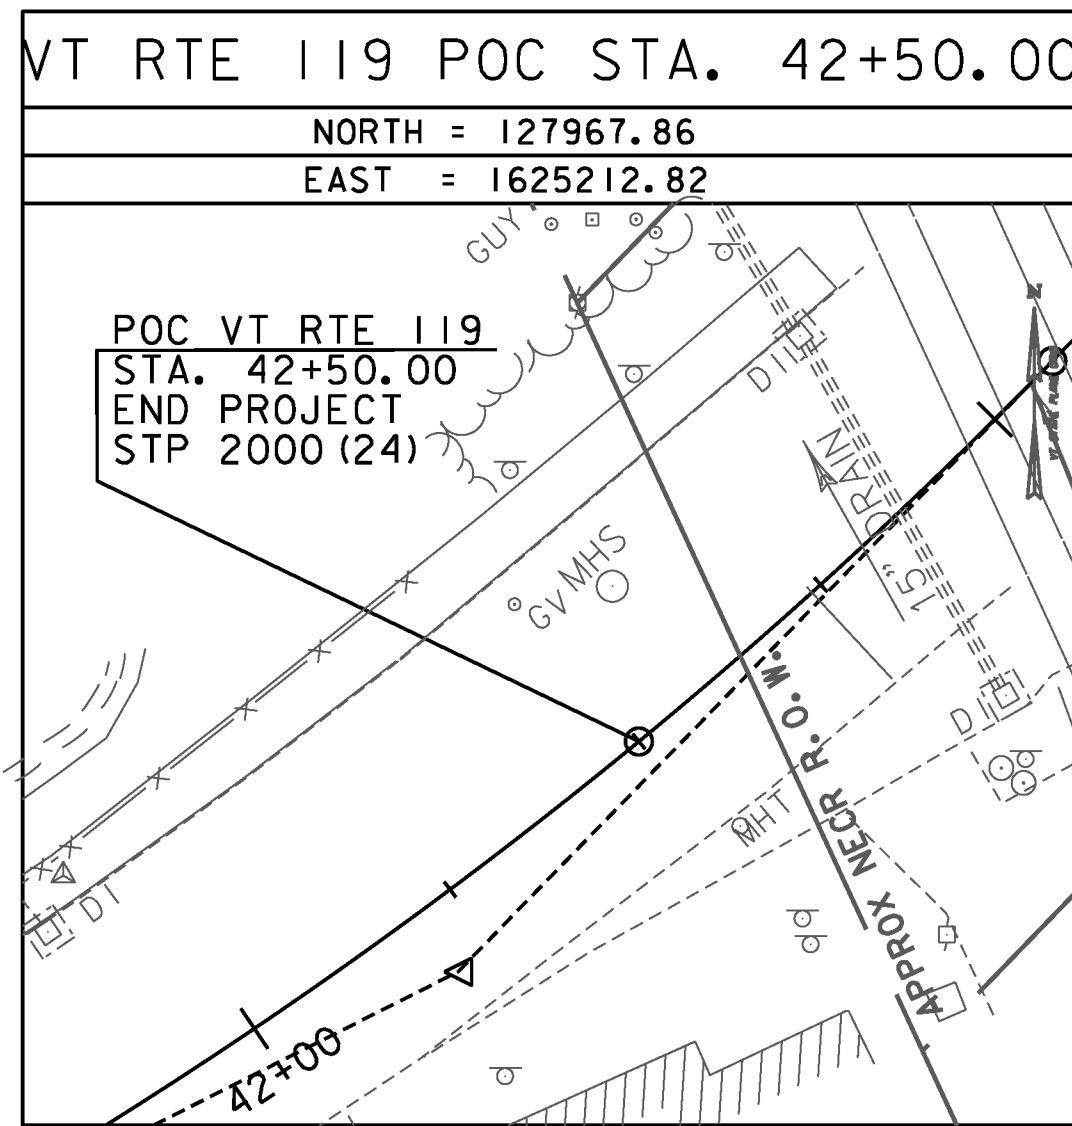 VT RTE 119 POC STA. 42+50.00
NORTH = 127967.86
EAST = 1625212.82
GUY
POC VT RTE 119
STA. 42+50.00
END PROJECT
STP 2000(24)
DI
N
15" DRAIN
MHS
GV
APPROX NECR R.O.W.
DI
MHT
DI
42+00